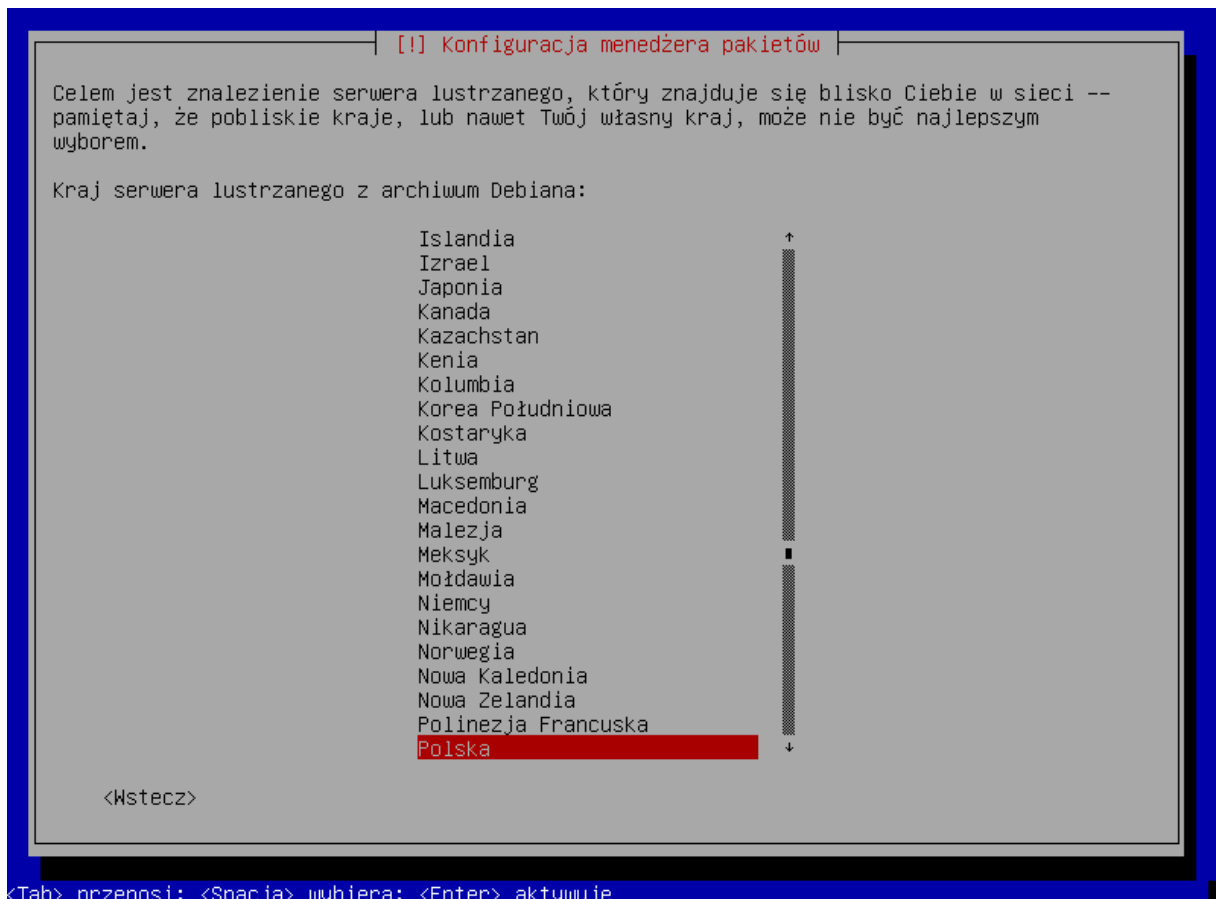 [!] Konfiguracja menedżera pakietów
Celem jest znalezienie serwera lustrzanego, który znajduje się blisko Ciebie w sieci --
pamiętaj, że pobliskie kraje, lub nawet Twój własny kraj, może nie być najlepszym
wyborem.
Kraj serwera lustrzanego z archiwum Debiana:
Islandia
Izrael
Japonia
Kanada
Kazachstan
Kenia
Kolumbia
Korea Południowa
Kostaryka
Litwa
Luksemburg
Macedonia
Malezja
Meksyk
Mołdawia
Niemcy
Nikaragua
Norwegia
Nowa Kaledonia
Nowa Zelandia
Polinezja Francuska
Polska
<Wstecz>
<Tab> przenosi; <Spacja> wybiera; <Enter> aktywuje